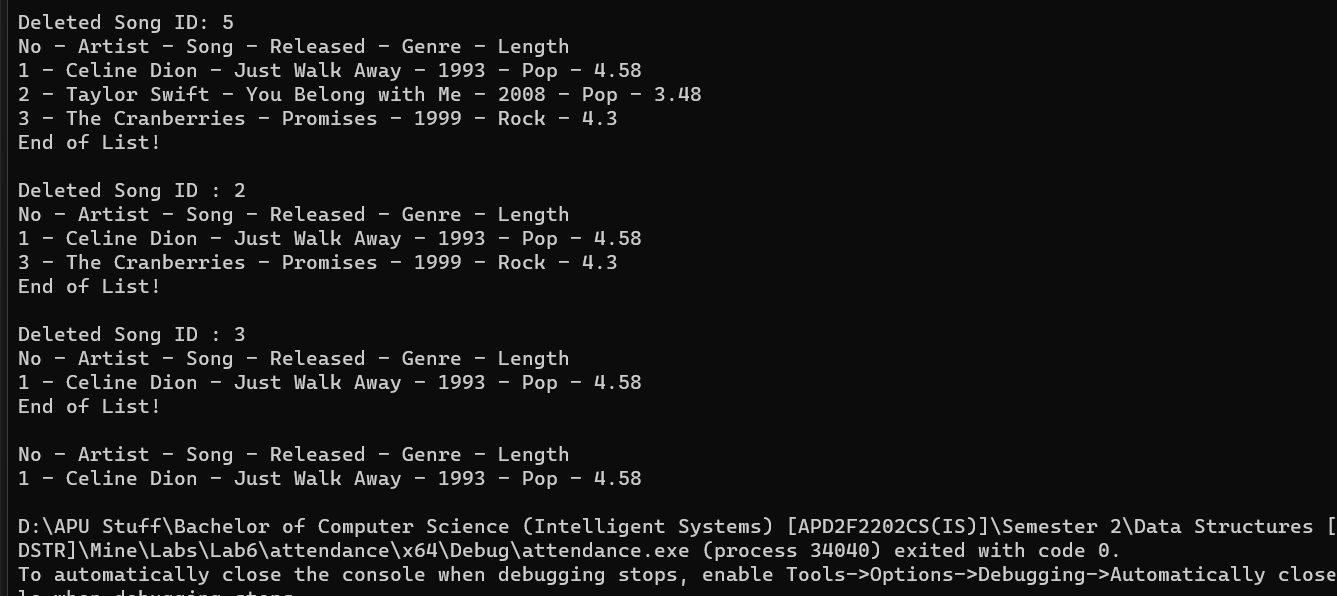 Deleted Song ID: 5
No - Artist - Song - Released - Genre - Length
1 - Celine Dion - Just Walk Away - 1993 - Pop - 4.58
2 - Taylor Swift - You Belong with Me - 2008 - Pop - 3.48
3 - The Cranberries - Promises - 1999 - Rock - 4.3
End of List!

Deleted Song ID : 2
No - Artist - Song - Released - Genre - Length
1 - Celine Dion - Just Walk Away - 1993 - Pop - 4.58
3 - The Cranberries - Promises - 1999 - Rock - 4.3
End of List!

Deleted Song ID : 3
No - Artist - Song - Released - Genre - Length
1 - Celine Dion - Just Walk Away - 1993 - Pop - 4.58
End of List!

No - Artist - Song - Released - Genre - Length
1 - Celine Dion - Just Walk Away - 1993 - Pop - 4.58

D:\APU Stuff\Bachelor of Computer Science (Intelligent Systems) [APD2F2202CS(IS)]\Semester 2\Data Structures [
DSTR]\Mine\Labs\Lab6\attendance\x64\Debug\attendance.exe (process 34040) exited with code 0.
To automatically close the console when debugging stops, enable Tools->Options->Debugging->Automatically close
le when debugging stops